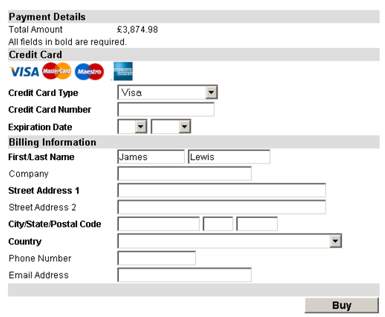 Payment Details
Total Amount £3,874.98
All fields in bold are required.
Credit Card
VISA MasterCard Maestro AMERICAN EXPRESS
Credit Card Type Visa
Credit Card Number
Expiration Date
Billing Information
First/Last Name James Lewis
Company
Street Address 1
Street Address 2
City/State/Postal Code
Country
Phone Number
Email Address
Buy